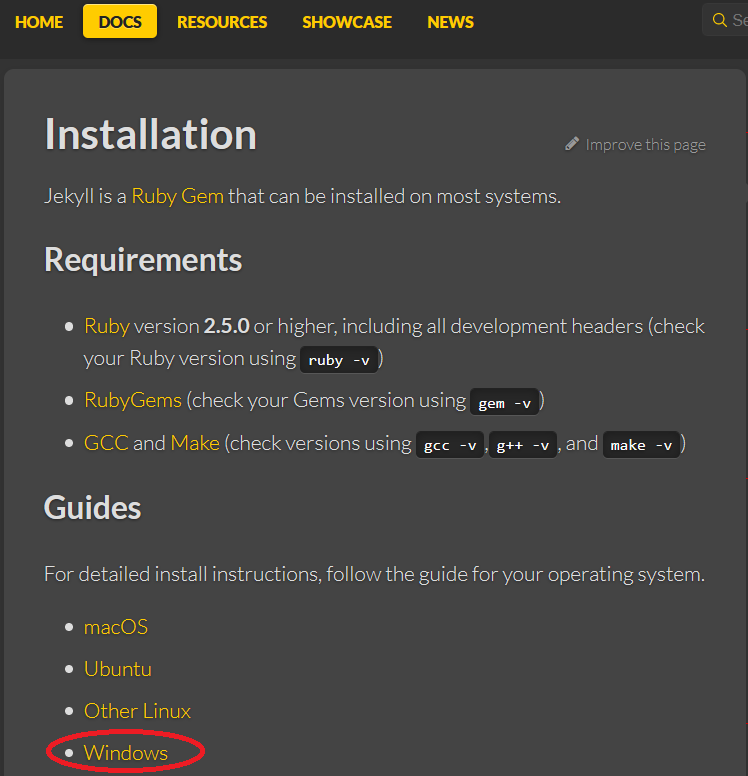 HOME DOCS RESOURCES SHOWCASE NEWS Se
Installation
Improve this page
Jekyll is a Ruby Gem that can be installed on most systems.
Requirements
Ruby version 2.5.0 or higher, including all development headers (check
your Ruby version using ruby -v)
RubyGems (check your Gems version using gem -v)
GCC and Make (check versions using gcc -v, g++ -v, and make -v)
Guides
For detailed install instructions, follow the guide for your operating system.
macOS
Ubuntu
Other Linux
Windows